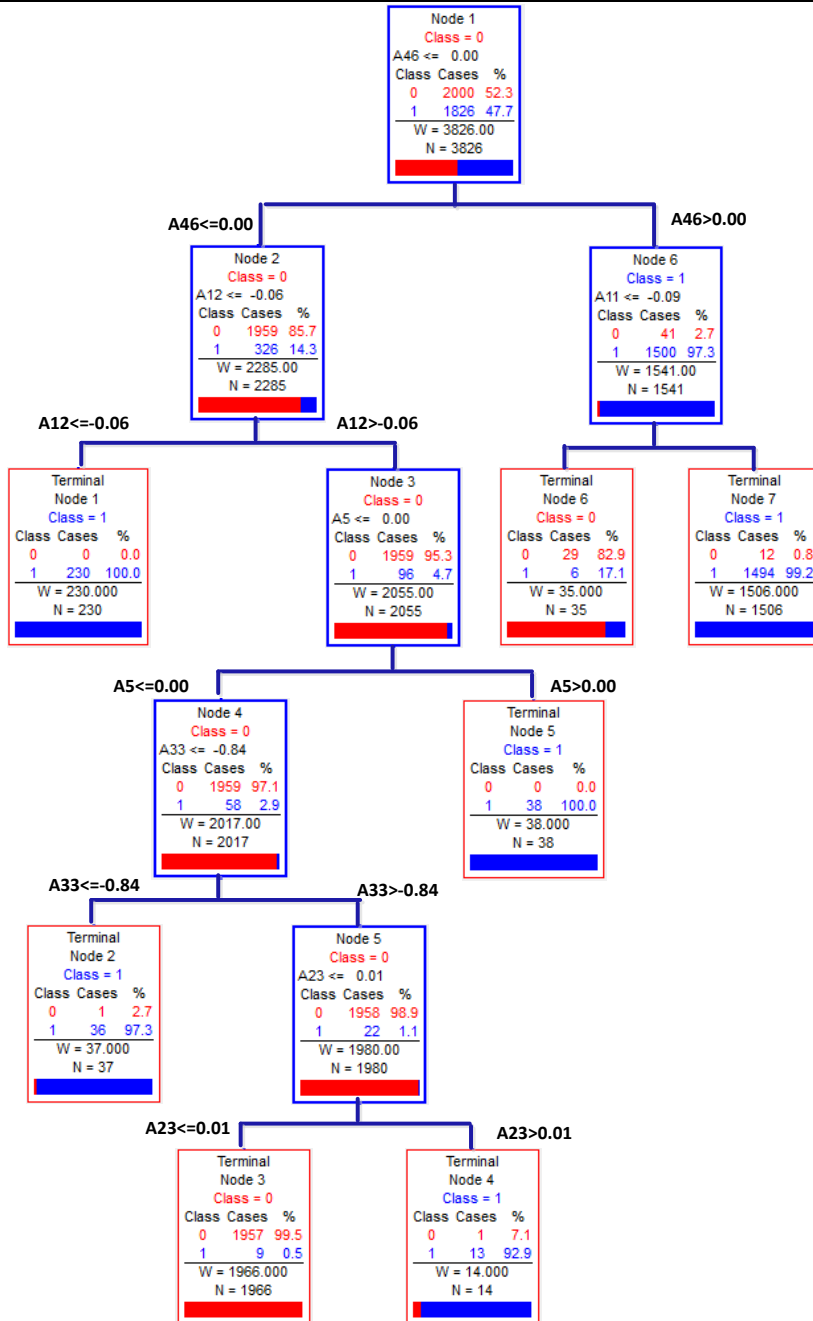 Node 1
Class = 0
A46 <= 0.00
Class Cases %
0 2000 52.3
1 1826 47.7
W = 3826.00
N = 3826
A46<=0.00
A46>0.00
Node 2
Class = 0
A12 <= -0.06
Class Cases %
0 1959 85.7
1 326 14.3
W = 2285.00
N = 2285
Node 6
Class = 1
A11 <= -0.09
Class Cases %
0 41 2.7
1 1500 97.3
W = 1541.00
N = 1541
A12<=-0.06
A12>-0.06
Terminal
Node 1
Class = 1
Class Cases %
0 0 0.0
1 230 100.0
W = 230.000
N = 230
Node 3
Class = 0
A5 <= 0.00
Class Cases %
0 1959 95.3
1 96 4.7
W = 2055.00
N = 2055
Terminal
Node 6
Class = 0
Class Cases %
0 29 82.9
1 6 17.1
W = 35.000
N = 35
Terminal
Node 7
Class = 1
Class Cases %
0 12 0.8
1 1494 99.2
W = 1506.000
N = 1506
A5<=0.00
A5>0.00
Node 4
Class = 0
A33 <= -0.84
Class Cases %
0 1959 97.1
1 58 2.9
W = 2017.00
N = 2017
Terminal
Node 5
Class = 1
Class Cases %
0 0 0.0
1 38 100.0
W = 38.000
N = 38
A33<=-0.84
A33>-0.84
Terminal
Node 2
Class = 1
Class Cases %
0 1 2.7
1 36 97.3
W = 37.000
N = 37
Node 5
Class = 0
A23 <= 0.01
Class Cases %
0 1958 98.9
1 22 1.1
W = 1980.00
N = 1980
A23<=0.01
A23>0.01
Terminal
Node 3
Class = 0
Class Cases %
0 1957 99.5
1 9 0.5
W = 1966.000
N = 1966
Terminal
Node 4
Class = 1
Class Cases %
0 1 7.1
1 13 92.9
W = 14.000
N = 14